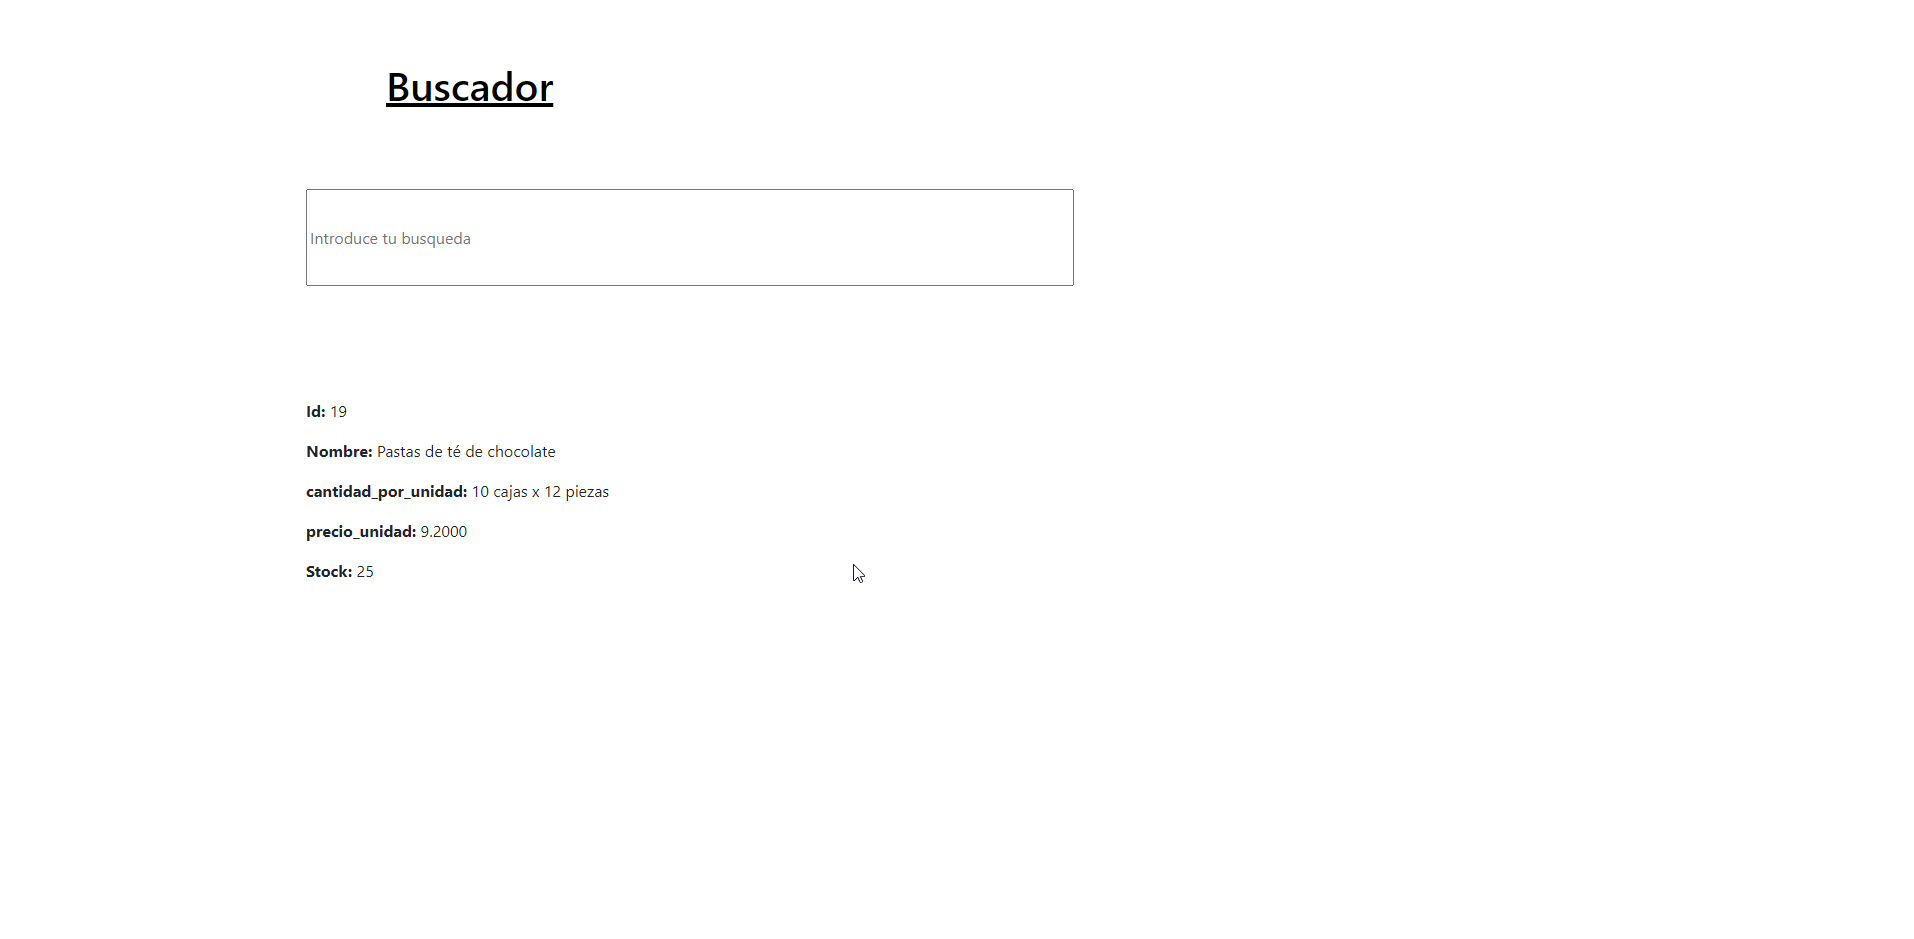 Buscador
Introduce tu busqueda
Id: 19
Nombre: Pastas de té de chocolate
cantidad_por_unidad: 10 cajas x 12 piezas
precio_unidad: 9.2000
Stock: 25